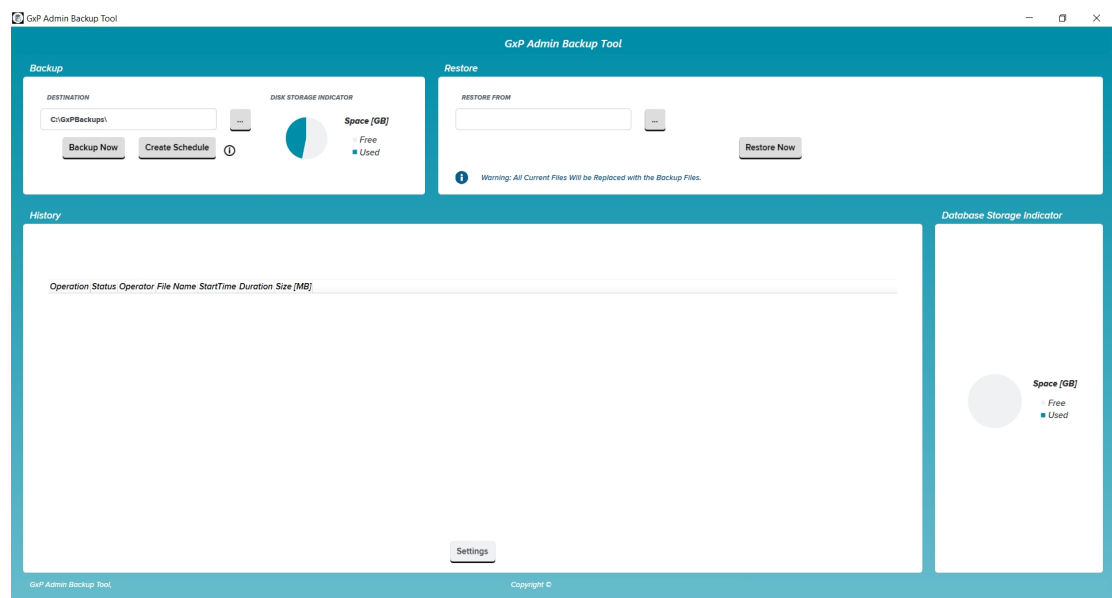 GxP Admin Backup Tool
GxP Admin Backup Tool
Backup
DESTINATION
DISK STORAGE INDICATOR
C:\GxPBackups\
...
Backup Now
Create Schedule
Space [GB]
Free
Used
Restore
RESTORE FROM
...
Restore Now
Warning: All Current Files Will be Replaced with the Backup Files.
History
Operation Status Operator File Name StartTime Duration Size [MB]
Settings
Database Storage Indicator
Space [GB]
Free
Used
GxP Admin Backup Tool,
Copyright ©